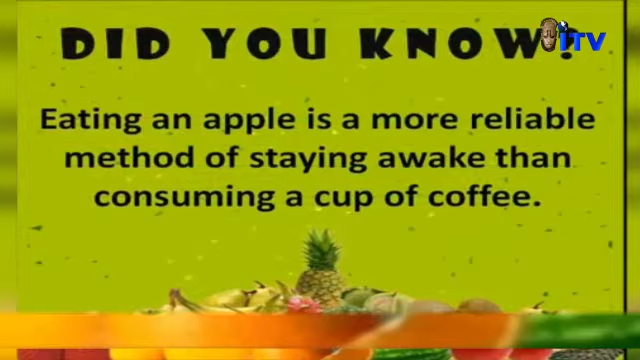 DID YOU KNOW?
iTV
Eating an apple is a more reliable
method of staying awake than
consuming a cup of coffee.